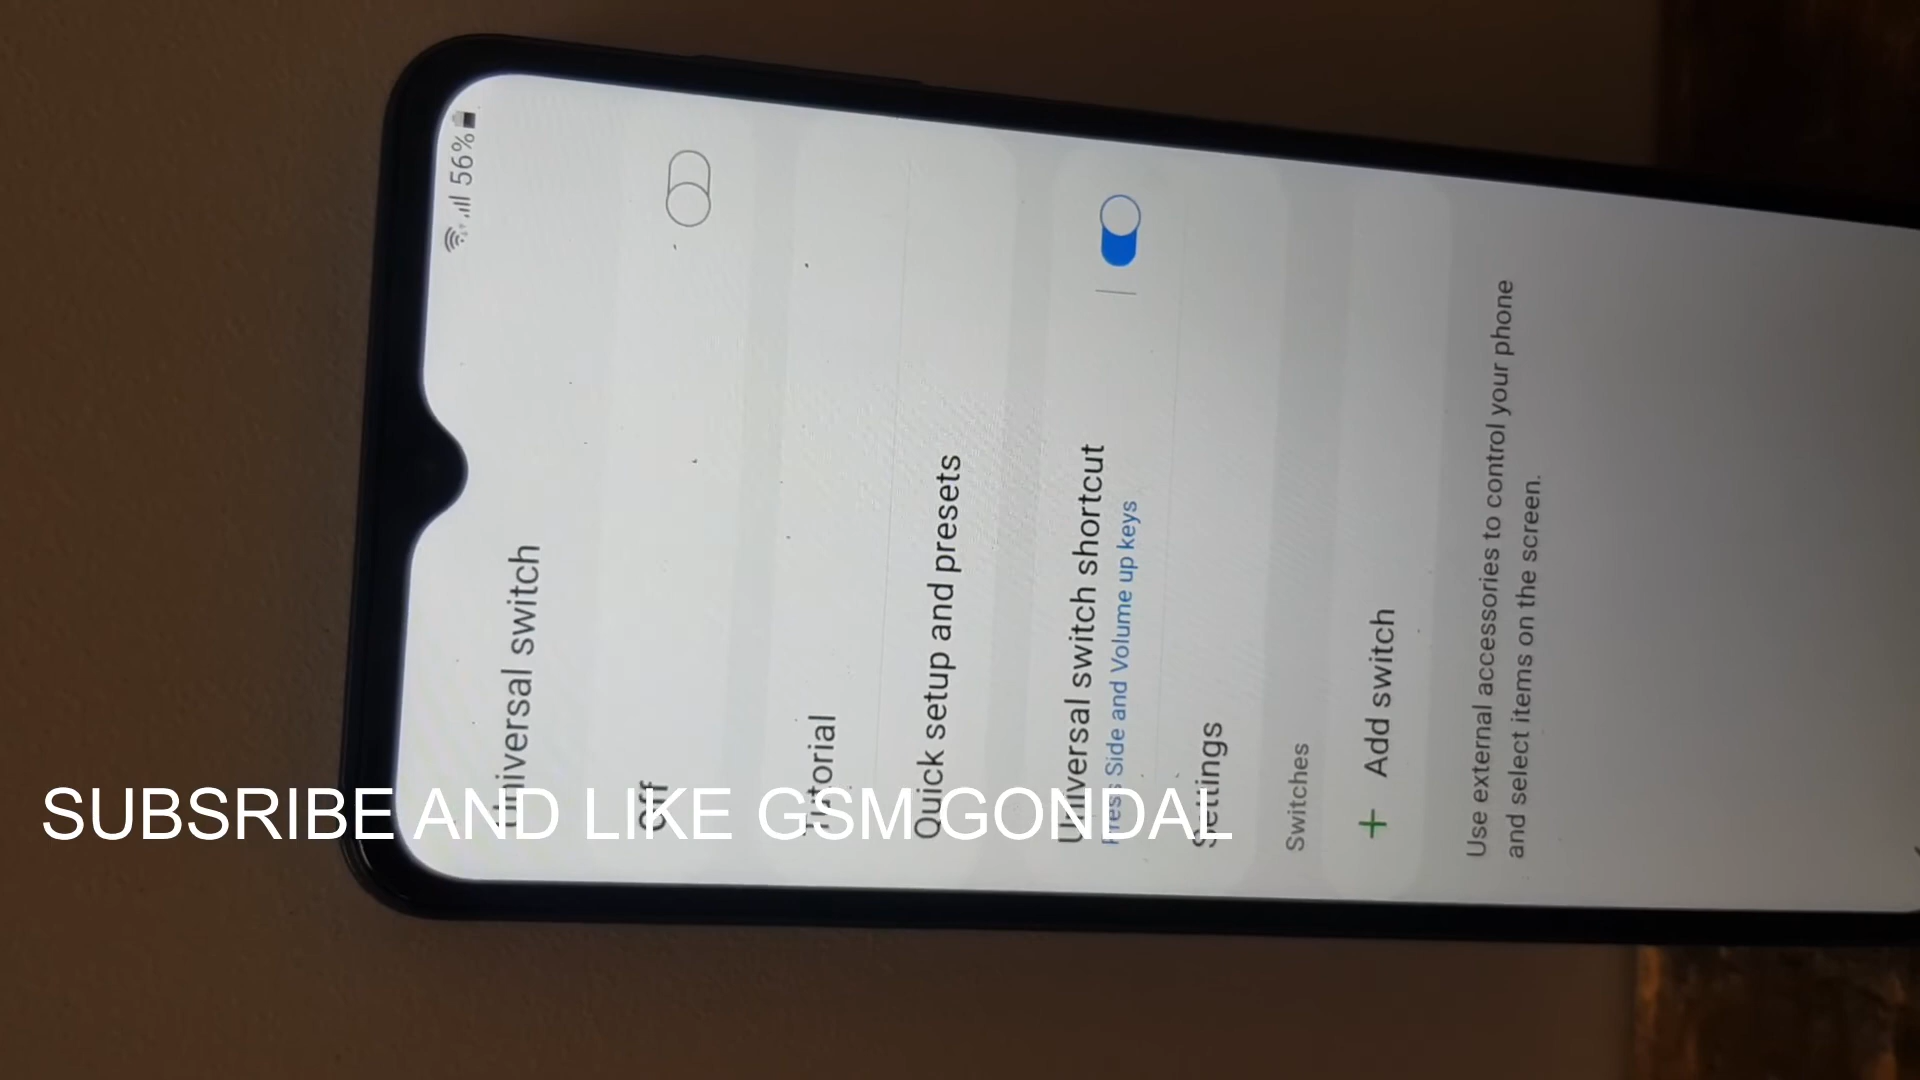 56%
Universal switch
Off
Tutorial
Quick setup and presets
Universal switch shortcut
Press Side and Volume up keys
Settings
Switches
+ Add switch
Use external accessories to control your phone
and select items on the screen.
SUBSRIBE AND LIKE GSM GONDAL